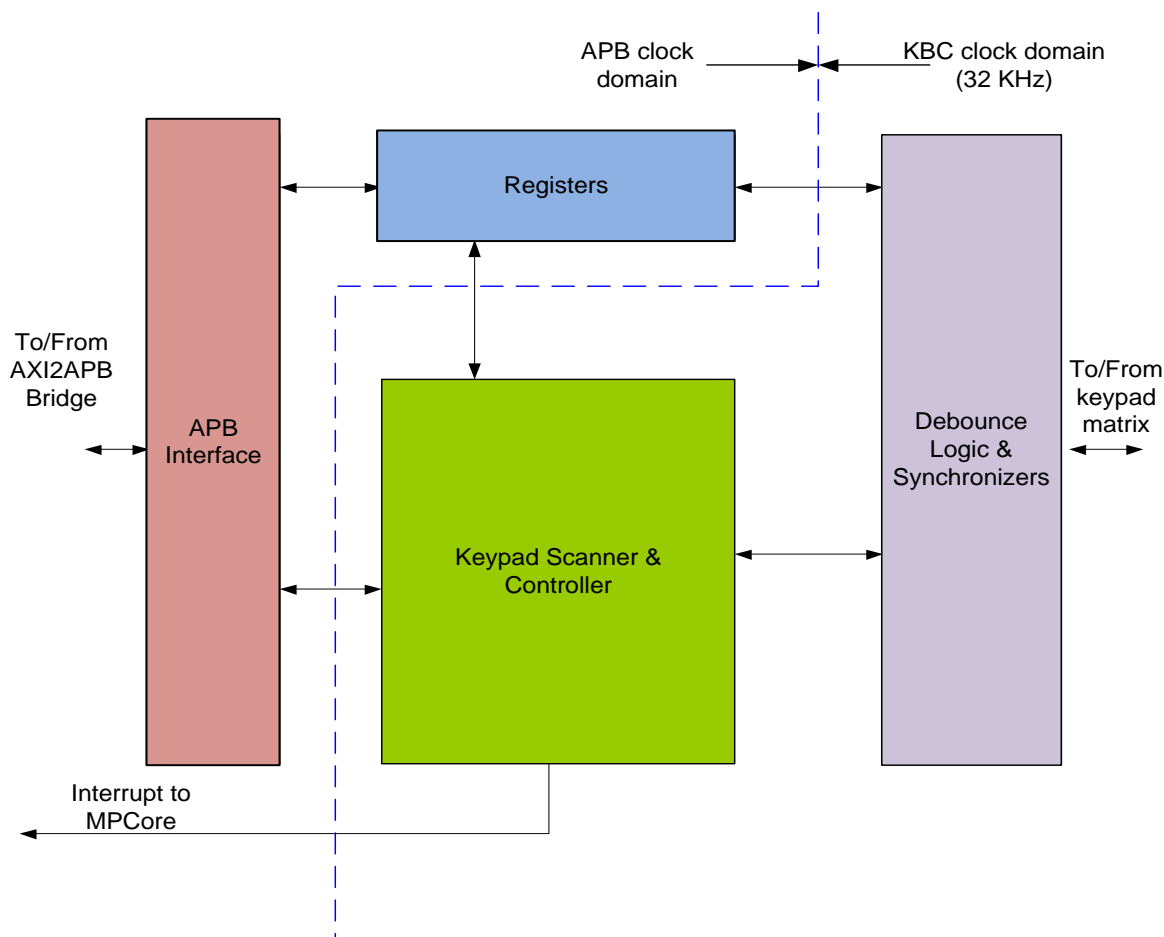 APB clock
domain
KBC clock domain
(32 KHz)
Registers
To/From
AXI2APB
Bridge
APB
Interface
Debounce
Logic &
Synchronizers
To/From
keypad
matrix
Keypad Scanner &
Controller
Interrupt to
MPCore